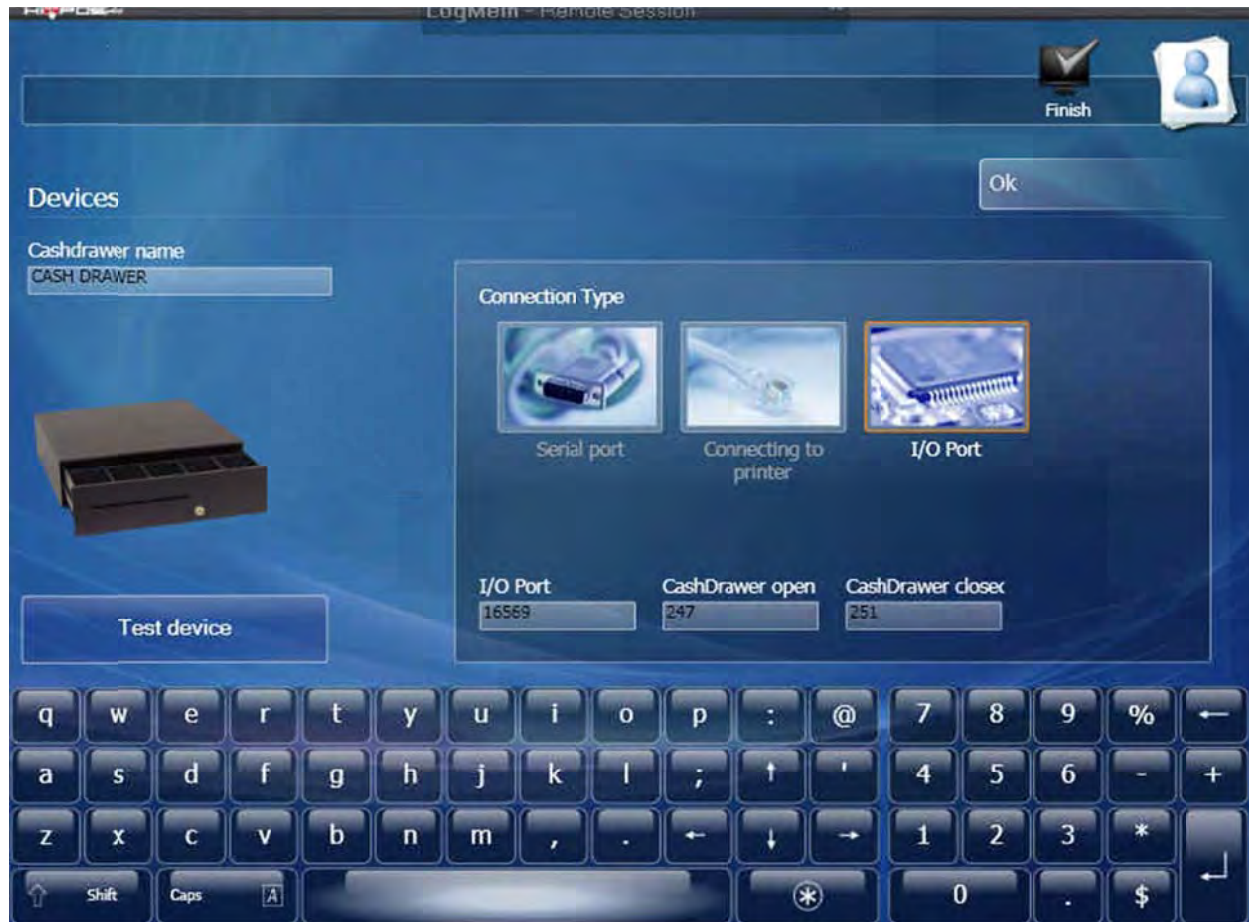 LogMeIn - Remote Session
Finish
Ok
Devices
Cashdrawer name
CASH DRAWER
Connection Type
Serial port
Connecting to
printer
I/O Port
I/O Port
CashDrawer open
CashDrawer closec
16569
247
251
Test device
q w e r t y u i o p : @ 7 8 9 % ←
a s d f g h j k l ; ↑ ' 4 5 6 - +
z x c v b n m , . ← ↓ → 1 2 3 * ↵
⇧ Shift Caps A ⊛ 0 . $